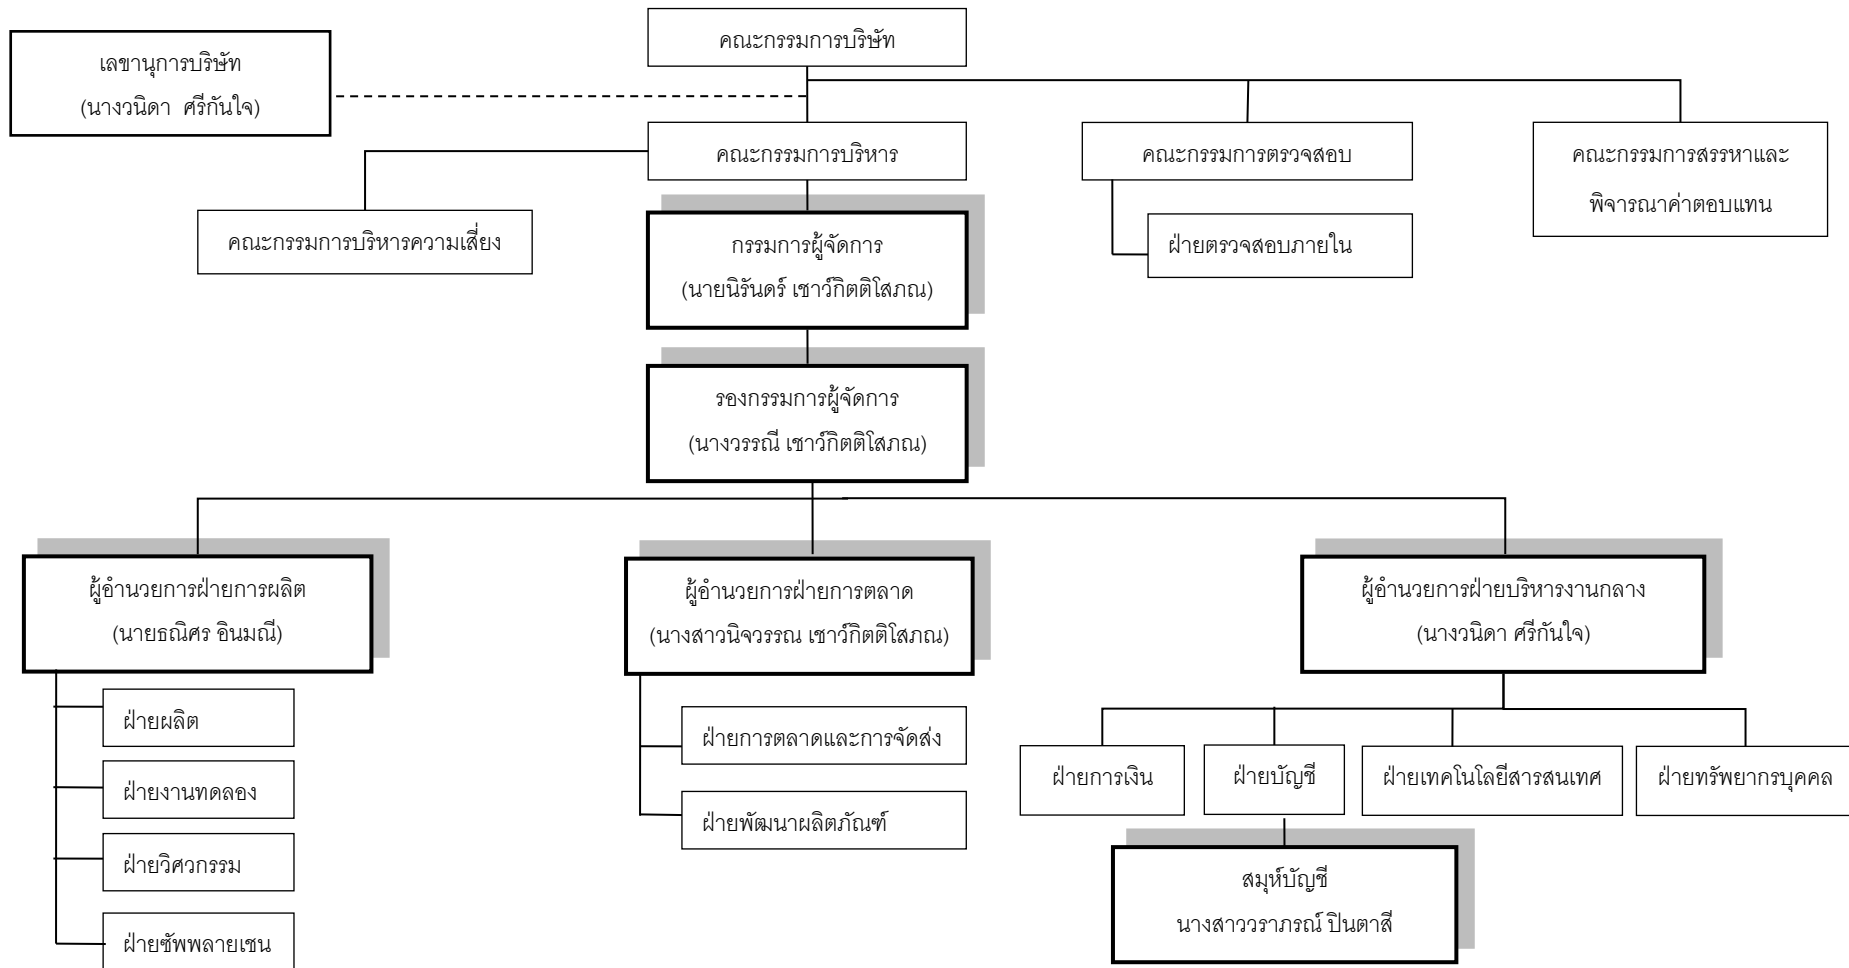 คณะกรรมการบริษัท
เลขานุการบริษัท
(นางวนิดา ศรีกันใจ)
คณะกรรมการบริหาร
คณะกรรมการตรวจสอบ
คณะกรรมการสรรหาและ
พิจารณาค่าตอบแทน
คณะกรรมการบริหารความเสี่ยง
กรรมการผู้จัดการ
(นายนิรันดร์ เชาว์กิตติโสภณ)
ฝ่ายตรวจสอบภายใน
รองกรรมการผู้จัดการ
(นางวรรณี เชาว์กิตติโสภณ)
ผู้อำนวยการฝ่ายการผลิต
(นายธณิศร อินมณี)
ผู้อำนวยการฝ่ายการตลาด
(นางสาวนิจวรรณ เชาว์กิตติโสภณ)
ผู้อำนวยการฝ่ายบริหารงานกลาง
(นางวนิดา ศรีกันใจ)
ฝ่ายผลิต
ฝ่ายงานทดลอง
ฝ่ายวิศวกรรม
ฝ่ายซัพพลายเชน
ฝ่ายการตลาดและการจัดส่ง
ฝ่ายพัฒนาผลิตภัณฑ์
ฝ่ายการเงิน
ฝ่ายบัญชี
ฝ่ายเทคโนโลยีสารสนเทศ
ฝ่ายทรัพยากรบุคคล
สมุห์บัญชี
นางสาววราภรณ์ ปินตาสี